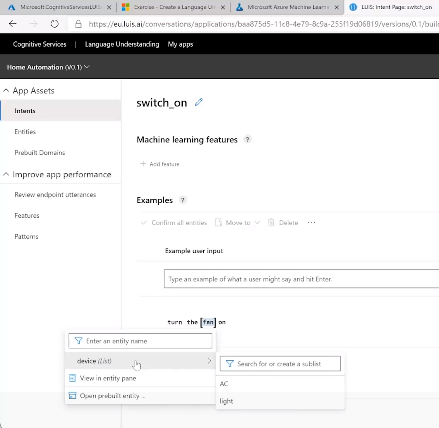 Microsoft.CognitiveServicesLUIS
Exercise - Create a Language Un
Microsoft Azure Machine Learn
LUIS: Intent Page: switch_on
https://eu.luis.ai/conversations/applications/baa875d5-11c8-4e79-8c9a-255f19d06819/versions/0.1/buil
Cognitive Services | Language Understanding My apps
Home Automation (V0.1)
App Assets
Intents
Entities
Prebuilt Domains
Improve app performance
Review endpoint utterances
Features
Patterns
switch_on
Machine learning features ?
+ Add feature
Examples ?
Confirm all entities Move to Delete ...
Example user input
Type an example of what a user might say and hit Enter.
turn the [fan] on
Enter an entity name
device (List)
View in entity pane
Open prebuilt entity ...
Search for or create a sublist
AC
light